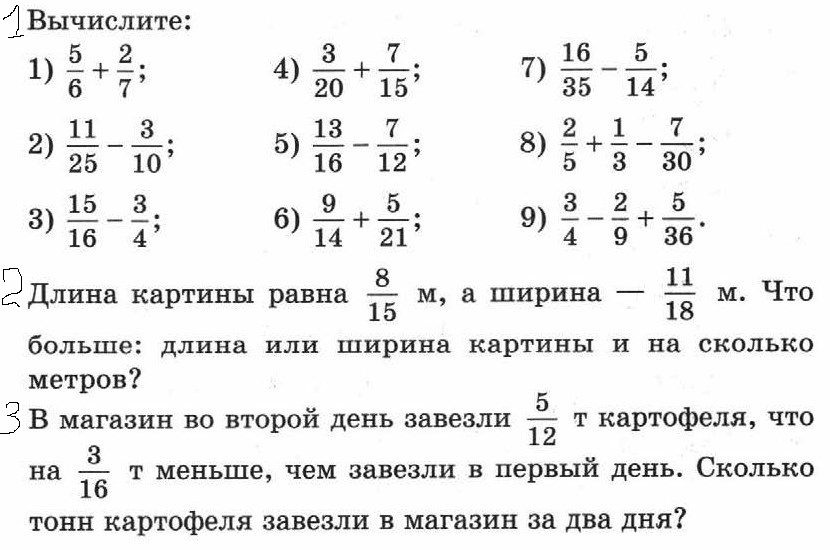 1 Вычислите:
1) 5/6 + 2/7; 4) 3/20 + 7/15; 7) 16/35 − 5/14;
2) 11/25 − 3/10; 5) 13/16 − 7/12; 8) 2/5 + 1/3 − 7/30;
3) 15/16 − 3/4; 6) 9/14 + 5/21; 9) 3/4 − 2/9 + 5/36.
2 Длина картины равна 8/15 м, а ширина — 11/18 м. Что
больше: длина или ширина картины и на сколько
метров?
3 В магазин во второй день завезли 5/12 т картофеля, что
на 3/16 т меньше, чем завезли в первый день. Сколько
тонн картофеля завезли в магазин за два дня?